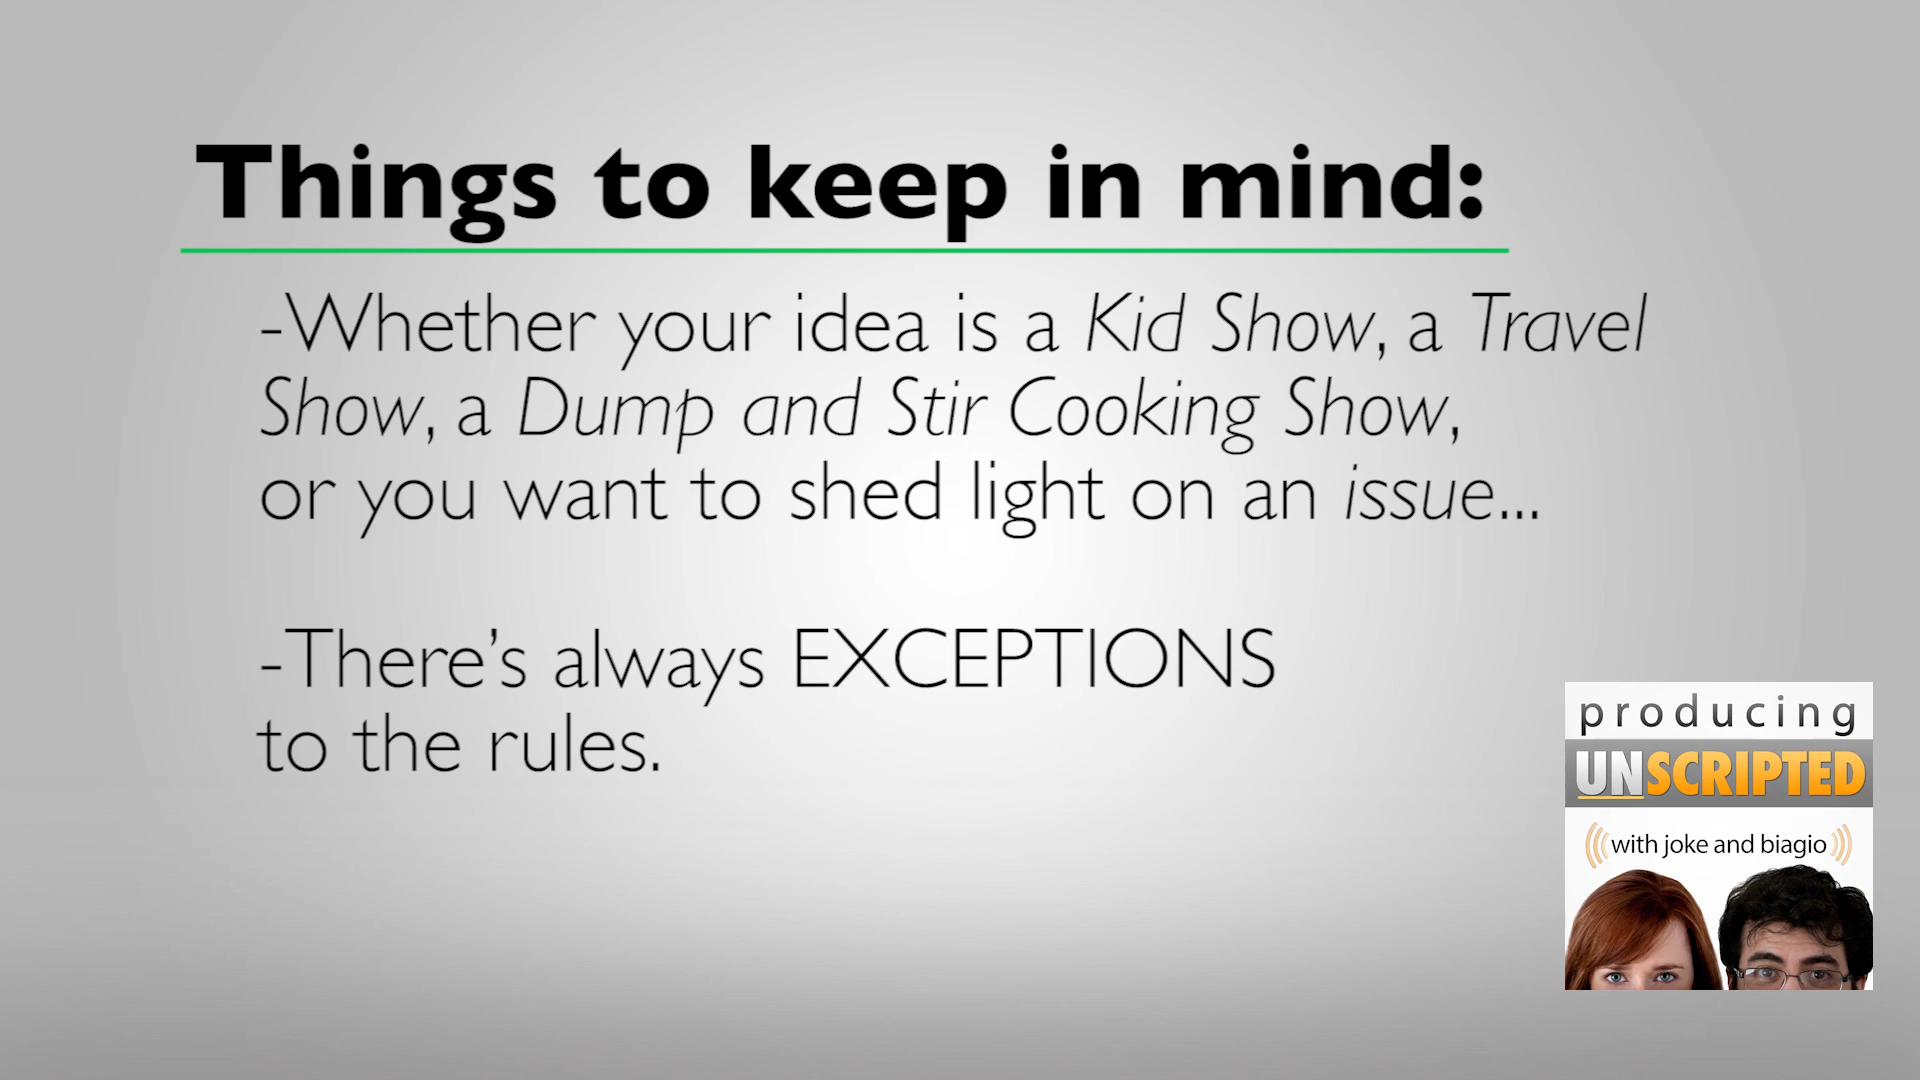 Things to keep in mind:
-Whether your idea is a Kid Show, a Travel
Show, a Dump and Stir Cooking Show,
or you want to shed light on an issue...
-There’s always EXCEPTIONS
to the rules.
producing
UNSCRIPTED
with joke and biagio